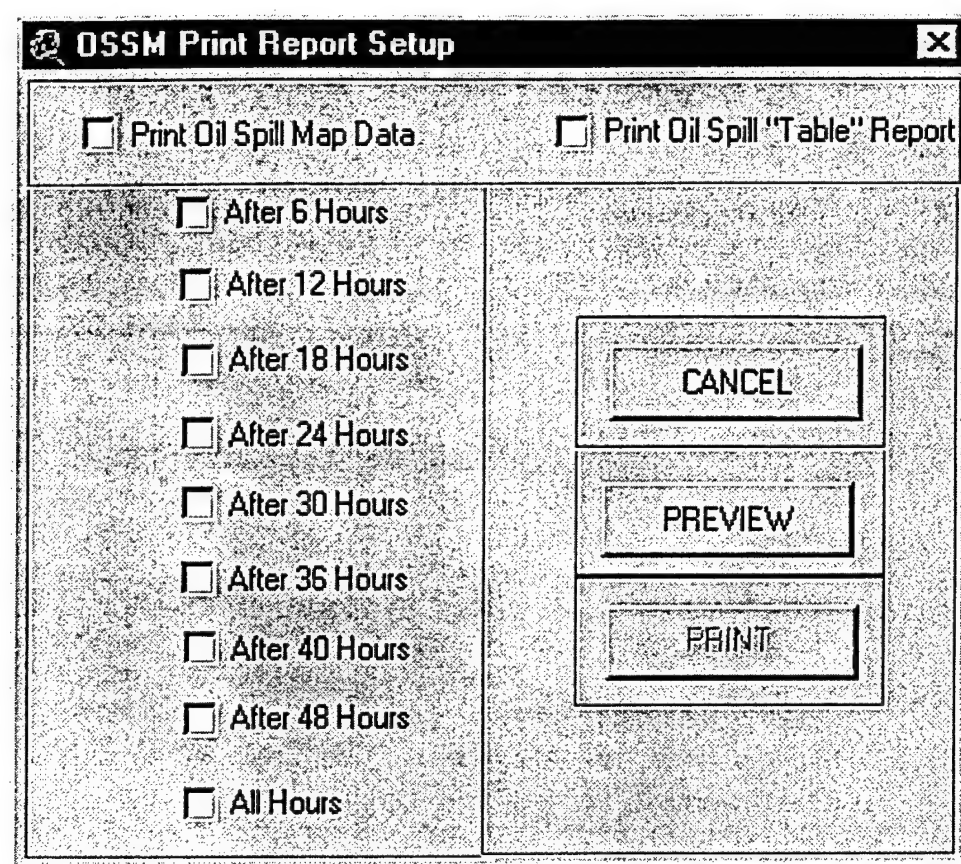 OSSM Print Report Setup
Print Oil Spill Map Data
Print Oil Spill "Table" Report
After 6 Hours
After 12 Hours
After 18 Hours
After 24 Hours
After 30 Hours
After 36 Hours
After 40 Hours
After 48 Hours
All Hours
CANCEL
PREVIEW
PRINT